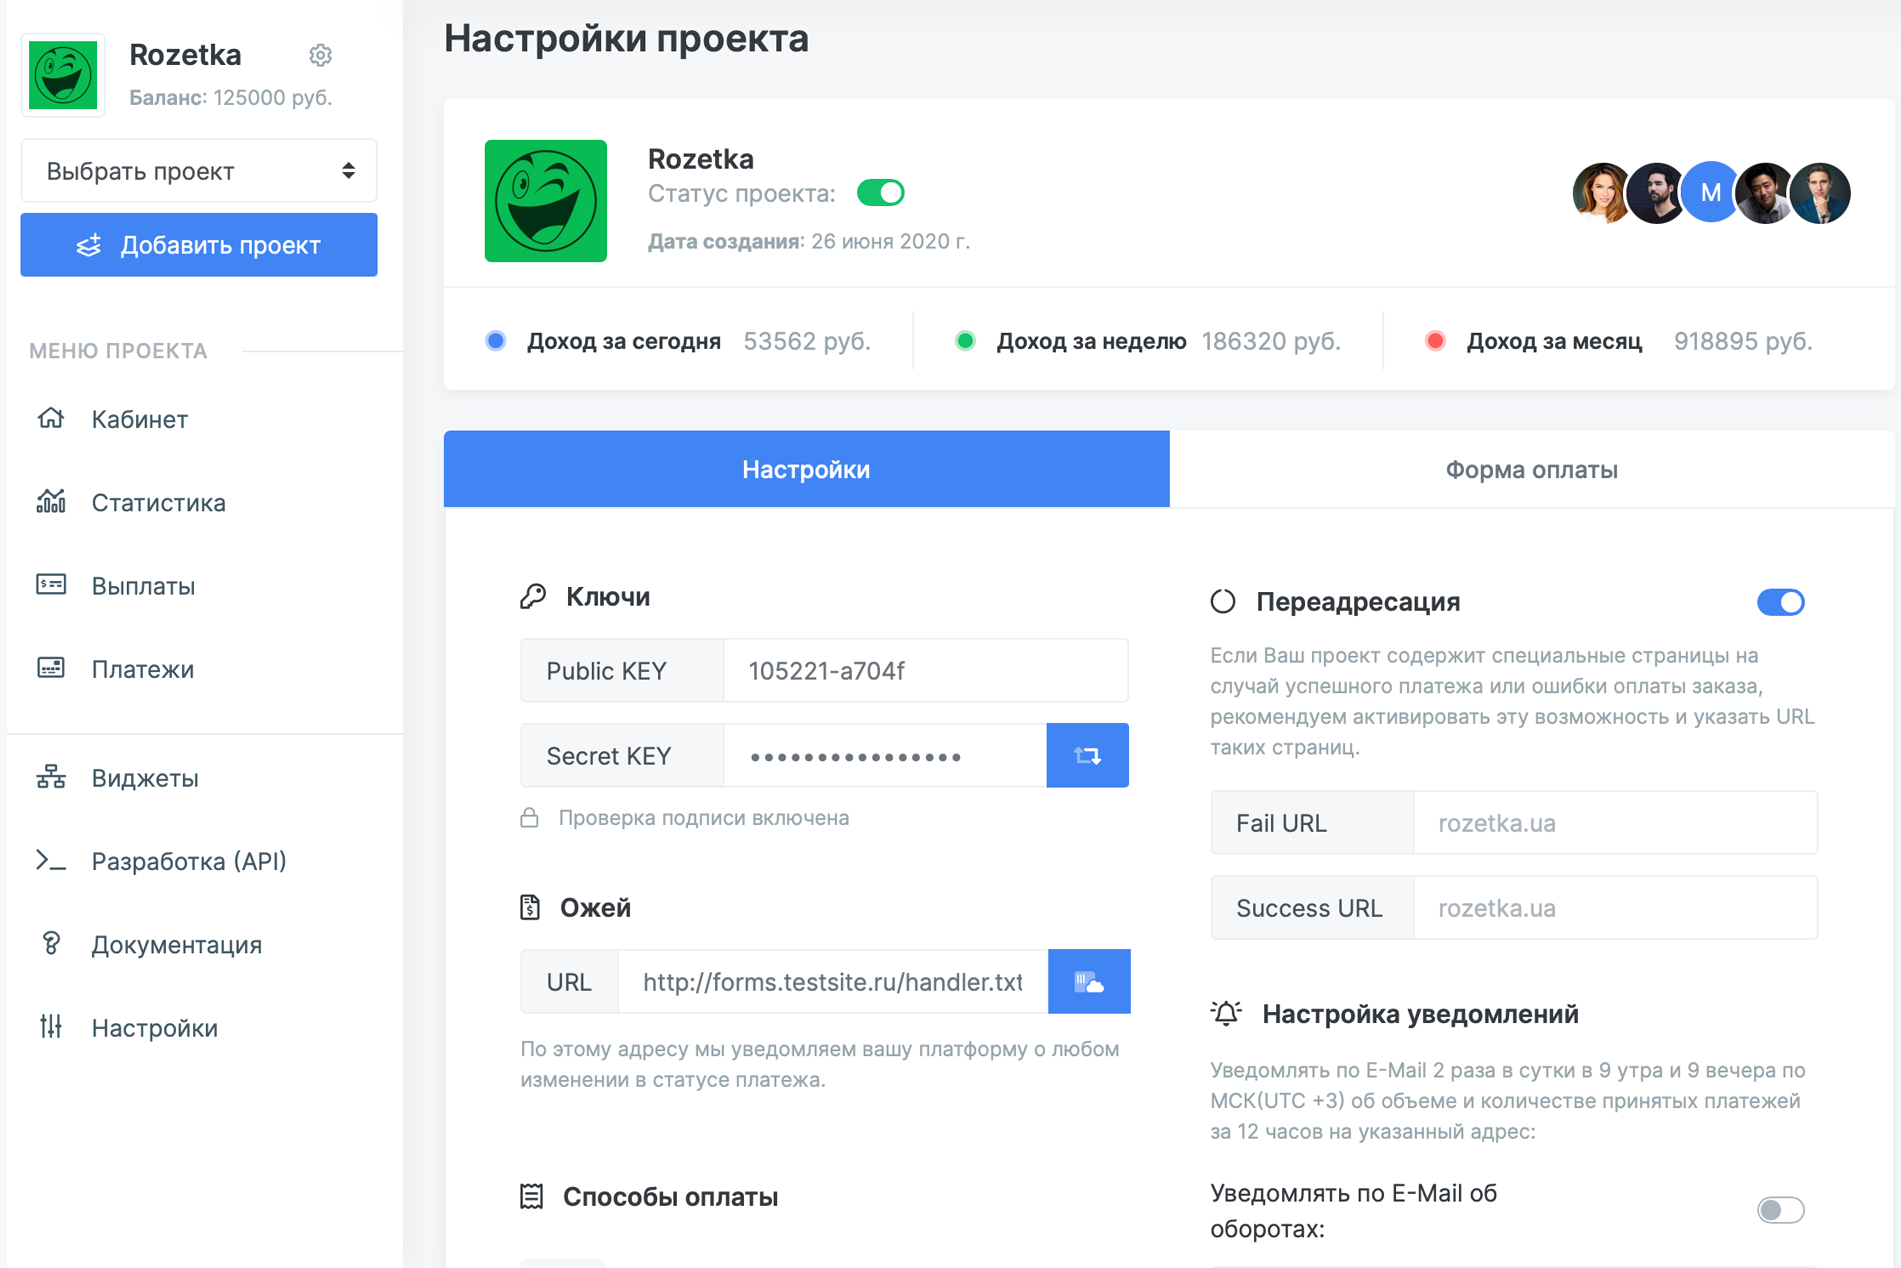 Rozetka
Баланс: 125000 руб.
Выбрать проект
Добавить проект
МЕНЮ ПРОЕКТА
Кабинет
Статистика
Выплаты
Платежи
Виджеты
Разработка (API)
Документация
Настройки
Настройки проекта
Rozetka
Статус проекта:
Дата создания: 26 июня 2020 г.
M
Доход за сегодня 53562 руб.
Доход за неделю 186320 руб.
Доход за месяц 918895 руб.
Настройки
Форма оплаты
Ключи
Public KEY 105221-a704f
Secret KEY •••••••••••••••• 
Проверка подписи включена
Ожей
URL http://forms.testsite.ru/handler.txt
По этому адресу мы уведомляем вашу платформу о любом
изменении в статусе платежа.
Способы оплаты
Переадресация
Если Ваш проект содержит специальные страницы на
случай успешного платежа или ошибки оплаты заказа,
рекомендуем активировать эту возможность и указать URL
таких страниц.
Fail URL rozetka.ua
Success URL rozetka.ua
Настройка уведомлений
Уведомлять по E-Mail 2 раза в сутки в 9 утра и 9 вечера по
МСК(UTC +3) об объеме и количестве принятых платежей
за 12 часов на указанный адрес:
Уведомлять по E-Mail об
оборотах: